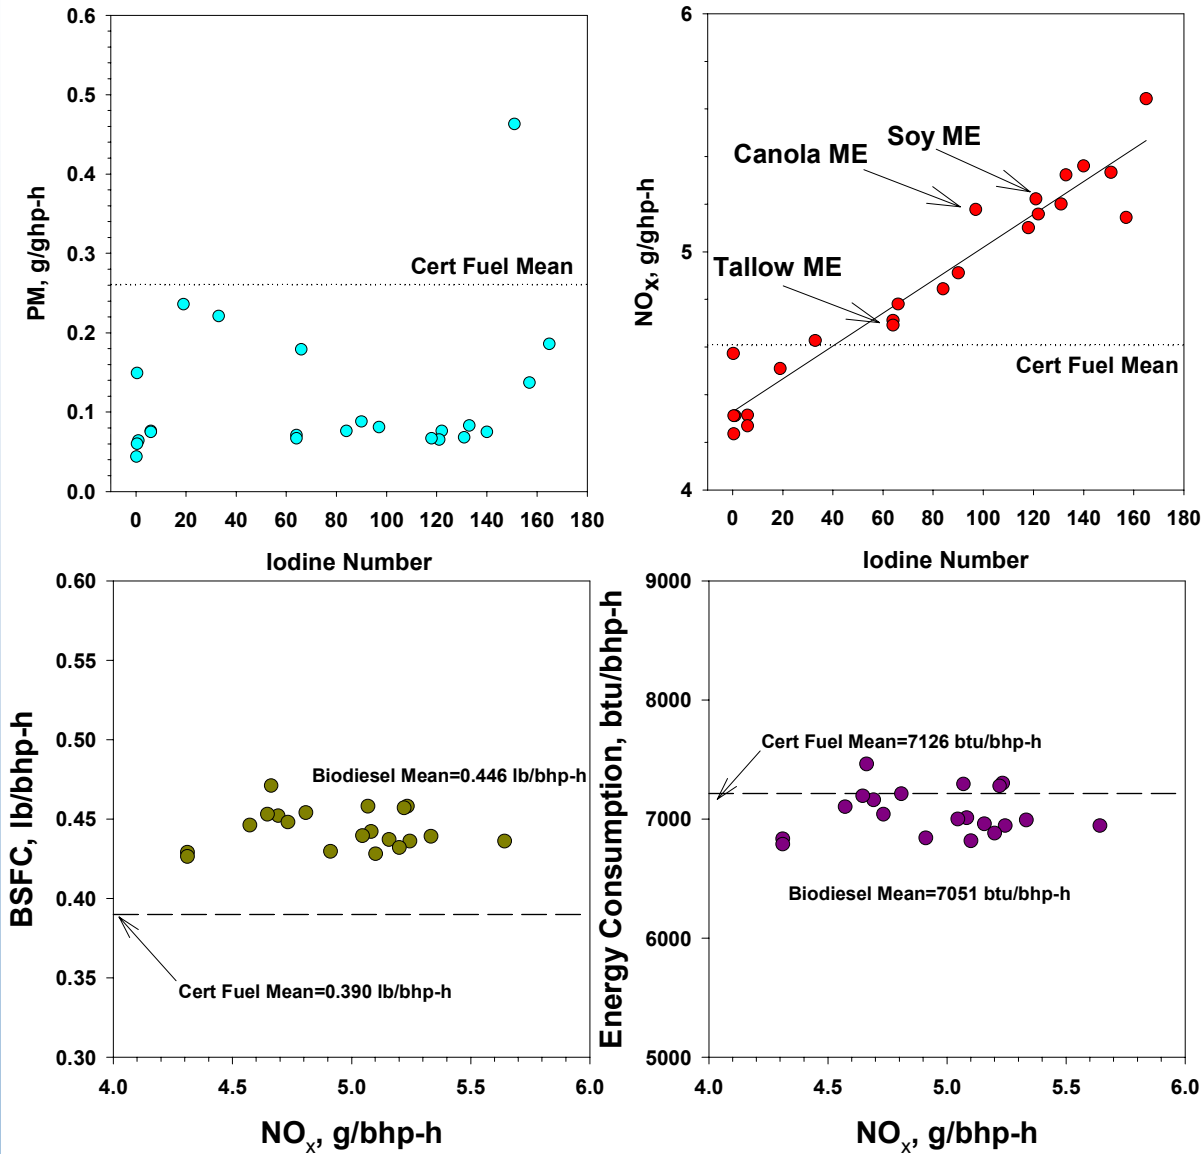 0.6
0.5
0.4
0.3
0.2
0.1
0.0
PM, g/ghp-h
Cert Fuel Mean
0 20 40 60 80 100 120 140 160 180
Iodine Number
6
5
4
NOx, g/ghp-h
Canola ME
Soy ME
Tallow ME
Cert Fuel Mean
0 20 40 60 80 100 120 140 160 180
Iodine Number
0.60
0.55
0.50
0.45
0.40
0.35
0.30
BSFC, lb/bhp-h
Biodiesel Mean=0.446 lb/bhp-h
Cert Fuel Mean=0.390 lb/bhp-h
4.0 4.5 5.0 5.5 6.0
NOx, g/bhp-h
9000
8000
7000
6000
5000
Energy Consumption, btu/bhp-h
Cert Fuel Mean=7126 btu/bhp-h
Biodiesel Mean=7051 btu/bhp-h
4.0 4.5 5.0 5.5 6.0
NOx, g/bhp-h